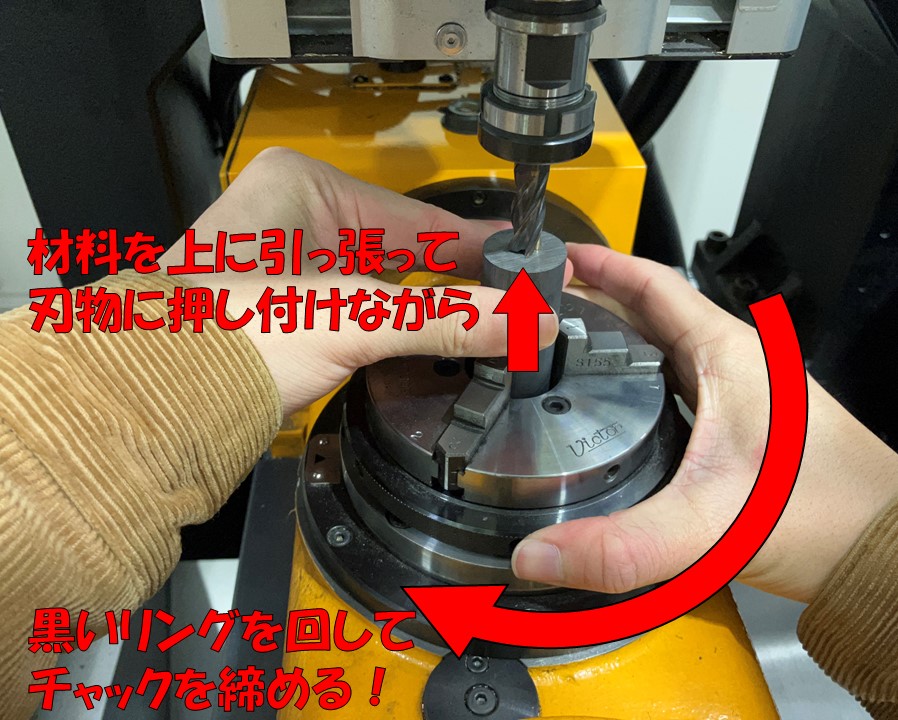 材料を上に引っ張って
刃物に押し付けながら
S1553
Victor
黒いリングを回して
チャックを締める！